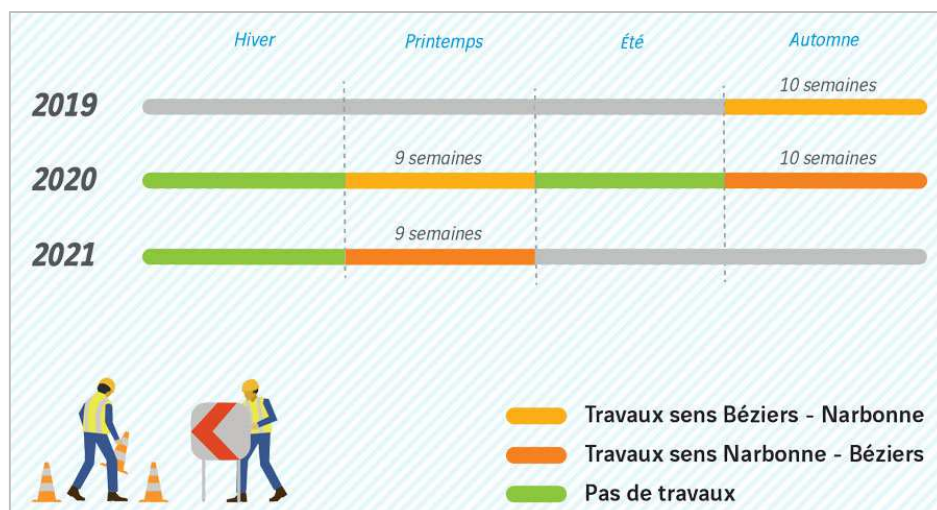 Hiver Printemps Été Automne
10 semaines
2019
9 semaines 10 semaines
2020
9 semaines
2021
Travaux sens Béziers - Narbonne
Travaux sens Narbonne - Béziers
Pas de travaux